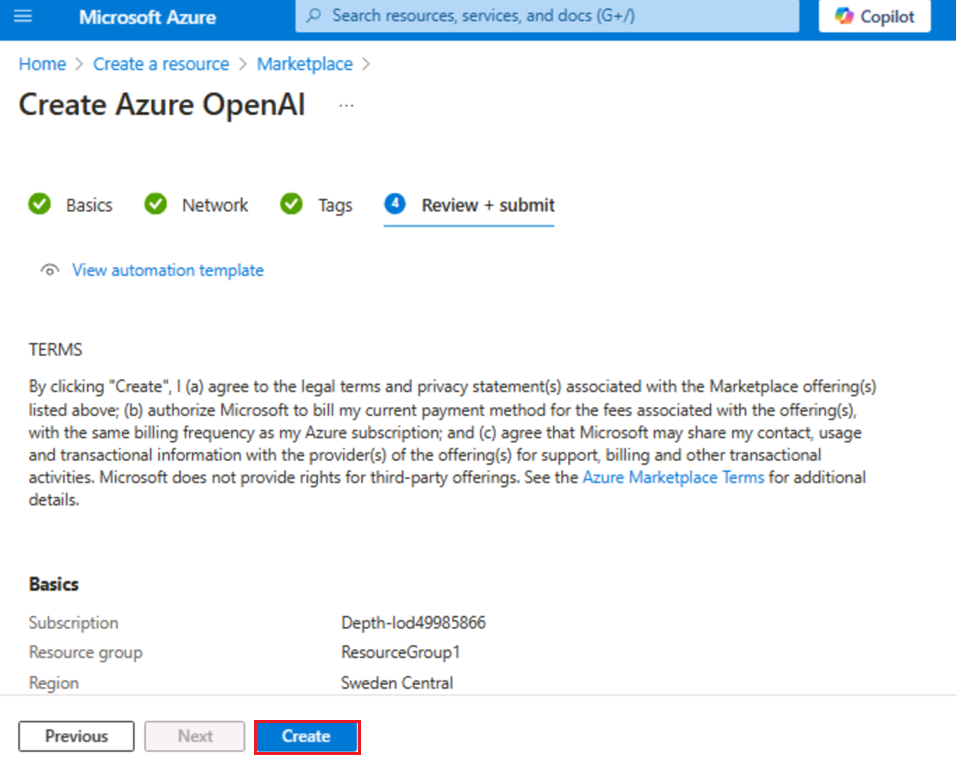 Microsoft Azure
Search resources, services, and docs (G+/)
Copilot
Home > Create a resource > Marketplace >
Create Azure OpenAI ...
Basics
Network
Tags
4 Review + submit
View automation template
TERMS
By clicking "Create", I (a) agree to the legal terms and privacy statement(s) associated with the Marketplace offering(s)
listed above; (b) authorize Microsoft to bill my current payment method for the fees associated with the offering(s),
with the same billing frequency as my Azure subscription; and (c) agree that Microsoft may share my contact, usage
and transactional information with the provider(s) of the offering(s) for support, billing and other transactional
activities. Microsoft does not provide rights for third-party offerings. See the Azure Marketplace Terms for additional
details.
Basics
Subscription Depth-lod49985866
Resource group ResourceGroup1
Region Sweden Central
Previous Next Create